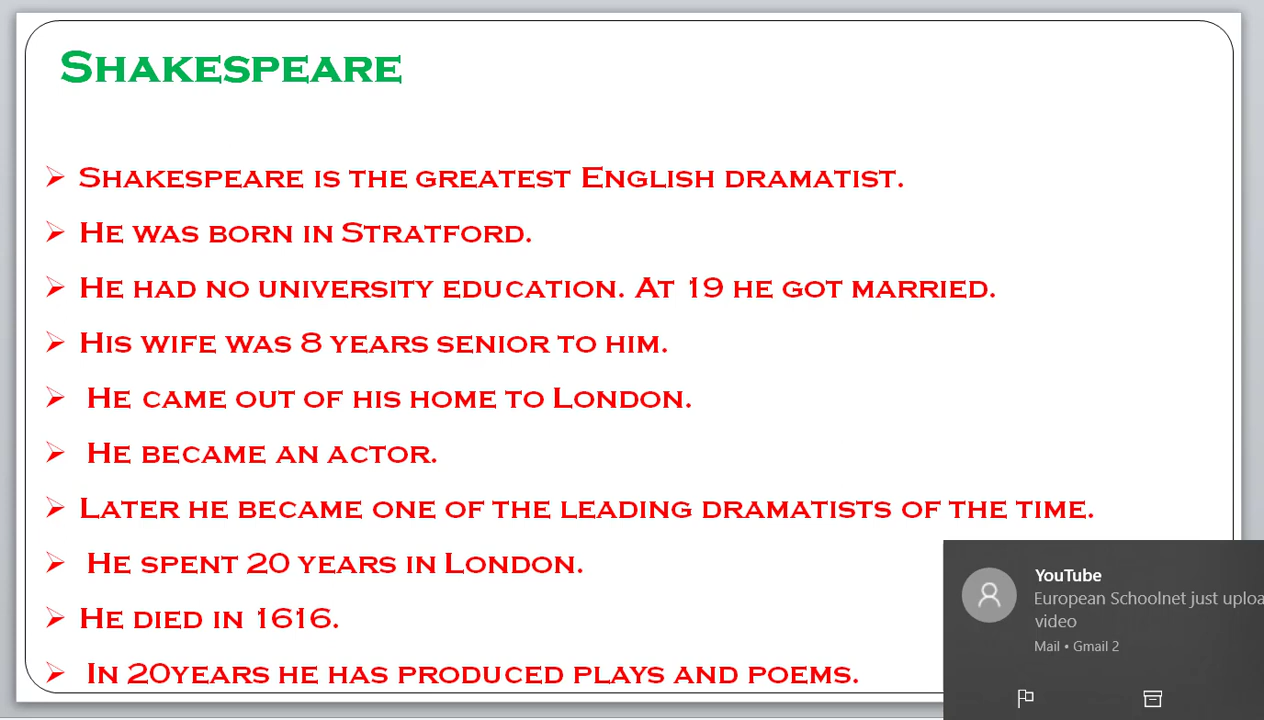 Shakespeare
Shakespeare is the greatest English dramatist.
He was born in Stratford.
He had no university education. At 19 he got married.
His wife was 8 years senior to him.
He came out of his home to London.
He became an actor.
Later he became one of the leading dramatists of the time.
He spent 20 years in London.
He died in 1616.
In 20years he has produced plays and poems.
YouTube
European Schoolnet just uploa
video
Mail • Gmail 2